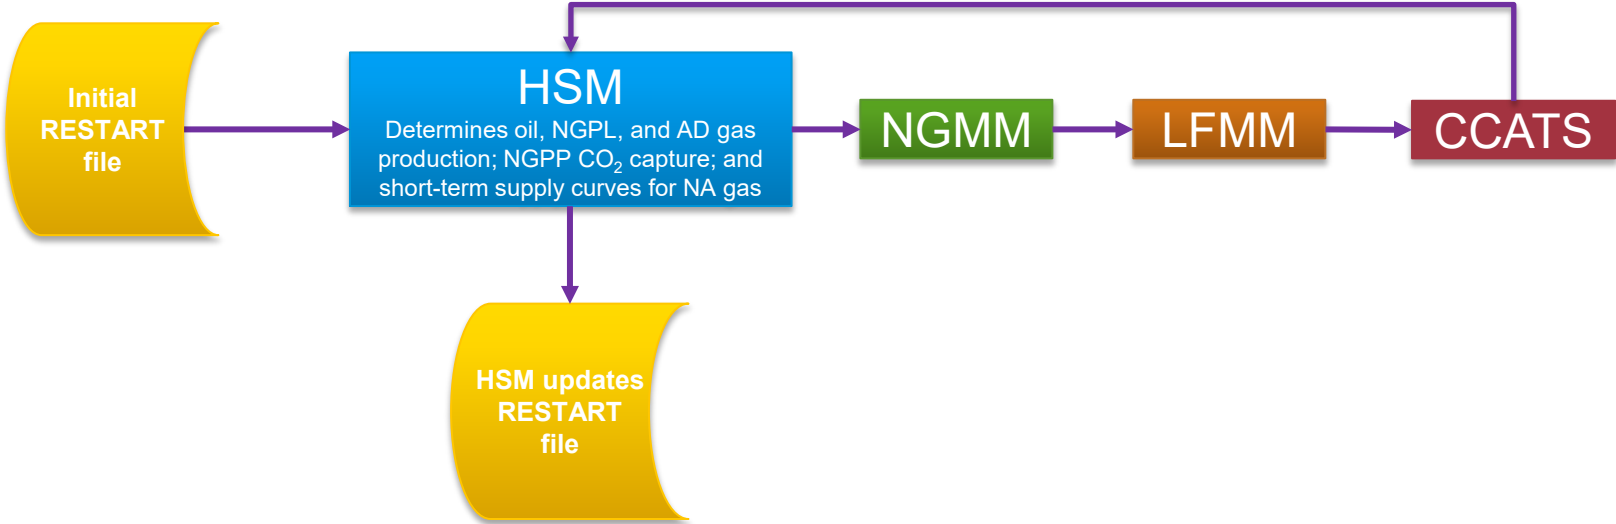 Initial
RESTART
file
HSM
Determines oil, NGPL, and AD gas
production; NGPP CO₂ capture; and
short-term supply curves for NA gas
NGMM
LFMM
CCATS
HSM updates
RESTART
file